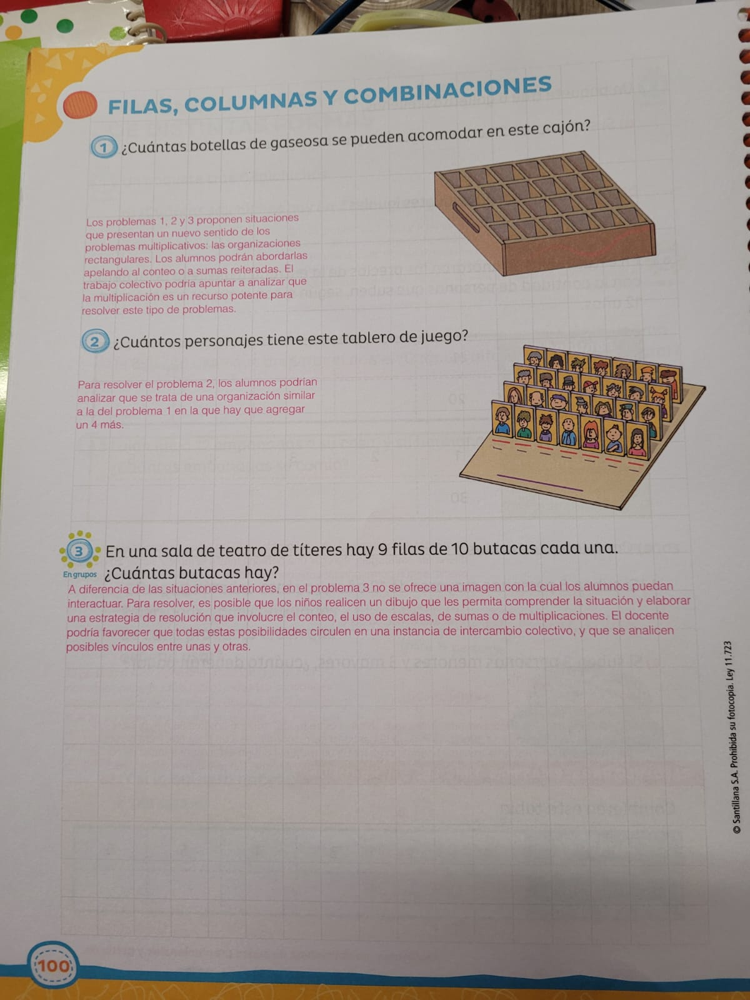 FILAS, COLUMNAS Y COMBINACIONES
1 ¿Cuántas botellas de gaseosa se pueden acomodar en este cajón?
Los problemas 1, 2 y 3 proponen situaciones
que presentan un nuevo sentido de los
problemas multiplicativos: las organizaciones
rectangulares. Los alumnos podrán abordarlas
apelando al conteo o a sumas reiteradas. El
trabajo colectivo podría apuntar a analizar que
la multiplicación es un recurso potente para
resolver este tipo de problemas.
2 ¿Cuántos personajes tiene este tablero de juego?
Para resolver el problema 2, los alumnos podrían
analizar que se trata de una organización similar
a la del problema 1 en la que hay que agregar
un 4 más.
3 En una sala de teatro de títeres hay 9 filas de 10 butacas cada una.
En grupos ¿Cuántas butacas hay?
A diferencia de las situaciones anteriores, en el problema 3 no se ofrece una imagen con la cual los alumnos puedan
interactuar. Para resolver, es posible que los niños realicen un dibujo que les permita comprender la situación y elaborar
una estrategia de resolución que involucre el conteo, el uso de escalas, de sumas o de multiplicaciones. El docente
podría favorecer que todas estas posibilidades circulen en una instancia de intercambio colectivo, y que se analicen
posibles vínculos entre unas y otras.
© Santillana S.A. Prohibida su fotocopia. Ley 11.723
100